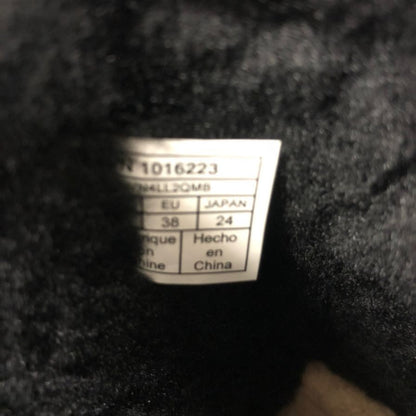 N 1016223
EU JAPAN
38 24
Hecho
en
China